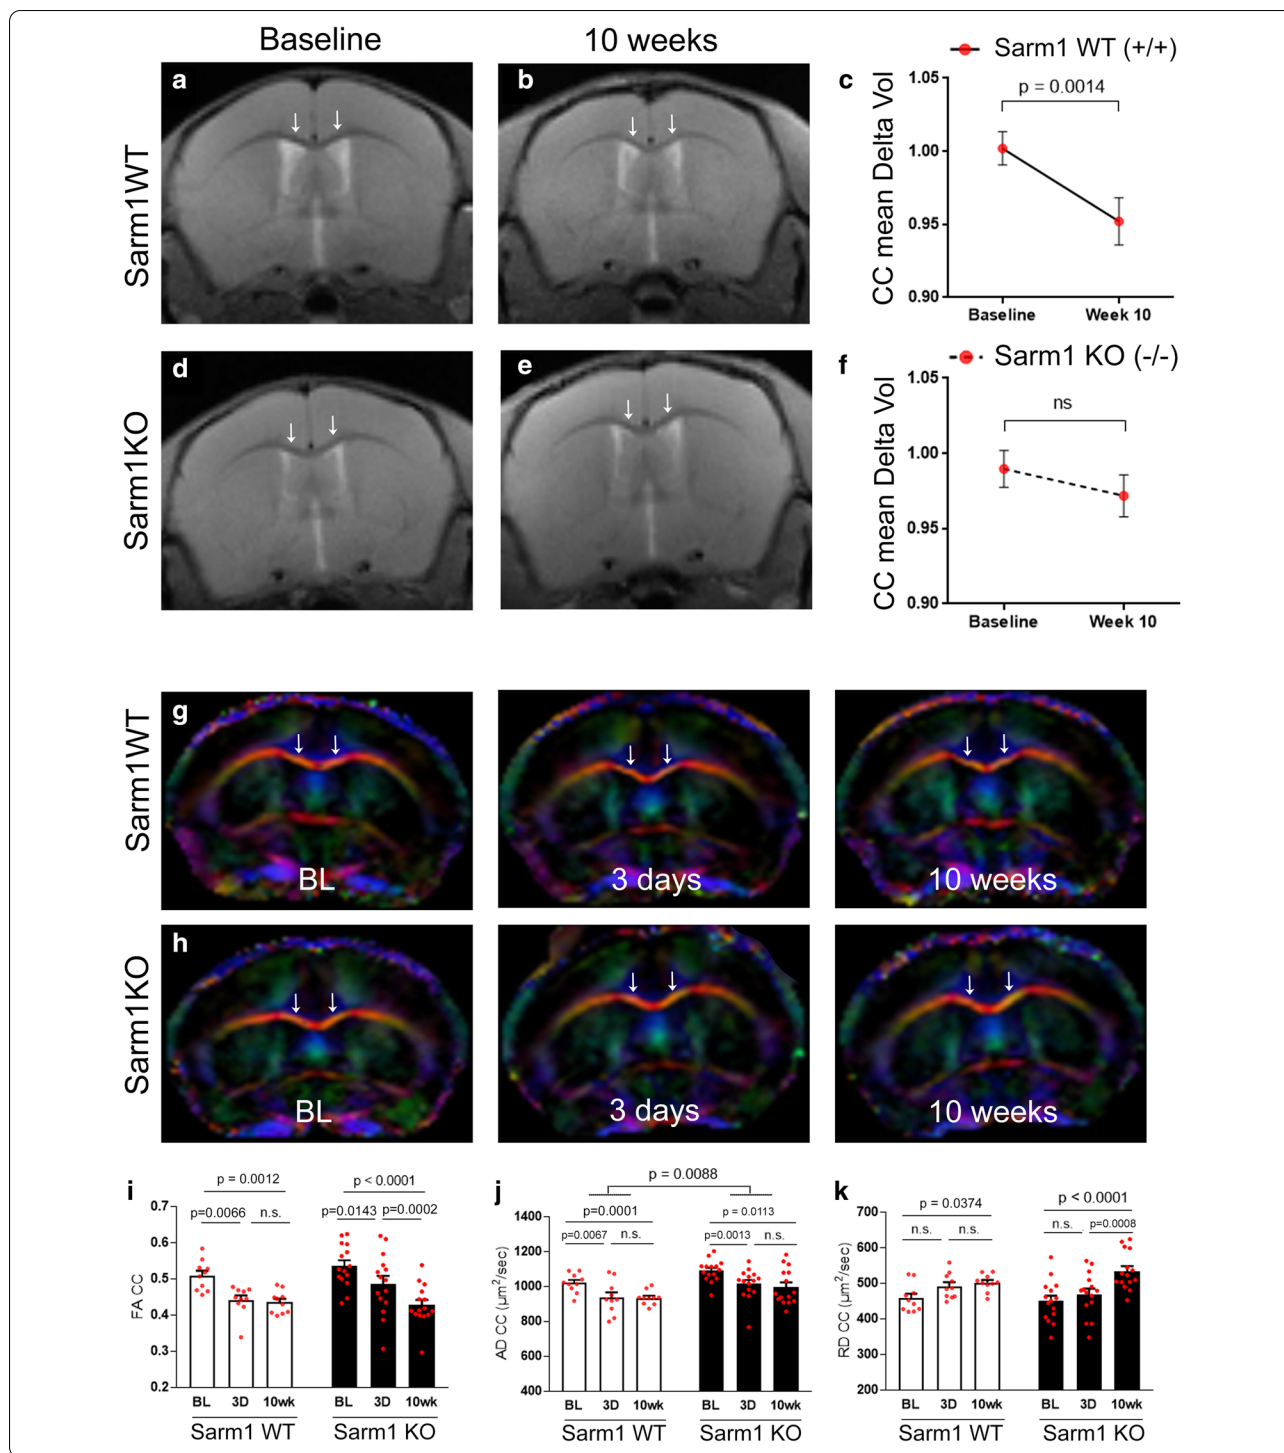 Baseline
10 weeks
Sarm1WT
a
b
c
Sarm1 WT (+/+)
CC mean Delta Vol
1.05
1.00
0.95
0.90
p = 0.0014
Baseline
Week 10
Sarm1KO
d
e
f
Sarm1 KO (-/-)
CC mean Delta Vol
1.05
1.00
0.95
0.90
ns
Baseline
Week 10
Sarm1WT
g
BL
3 days
10 weeks
Sarm1KO
h
BL
3 days
10 weeks
i
FA CC
0.7
0.6
0.5
0.4
0.3
0.2
p = 0.0012
p=0.0066
n.s.
p < 0.0001
p=0.0143
p=0.0002
BL 3D 10wk BL 3D 10wk
Sarm1 WT Sarm1 KO
j
AD CC (µm²/sec)
1400
1200
1000
800
600
400
p = 0.0088
p=0.0001
p=0.0067
n.s.
p = 0.0113
p=0.0013
n.s.
BL 3D 10wk BL 3D 10wk
Sarm1 WT Sarm1 KO
k
RD CC (µm²/sec)
700
600
500
400
300
200
p = 0.0374
n.s.
n.s.
p < 0.0001
n.s.
p=0.0008
BL 3D 10wk BL 3D 10wk
Sarm1 WT Sarm1 KO